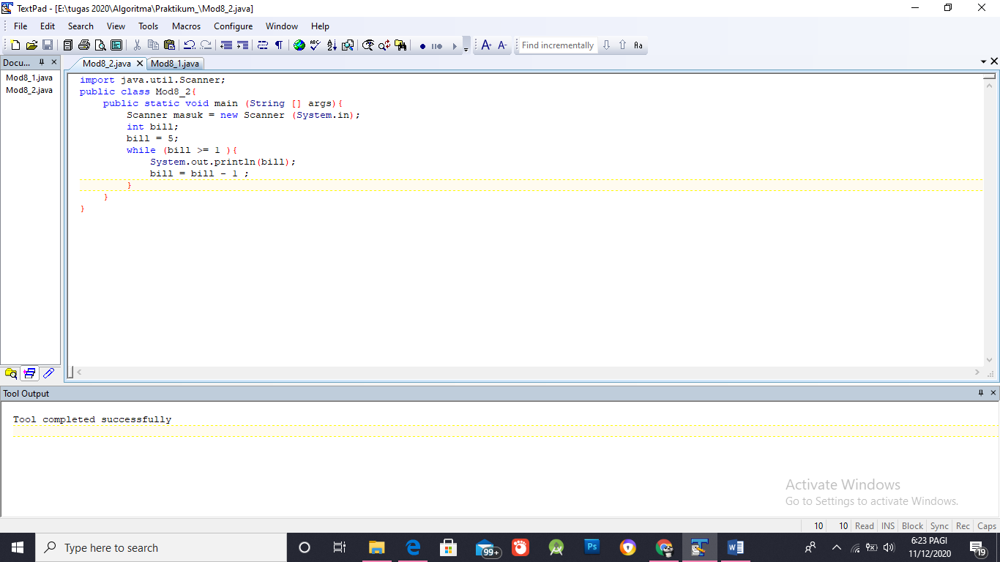 TextPad - [E:\tugas 2020\Algoritma\Praktikum_\Mod8_2.java]
File Edit Search View Tools Macros Configure Window Help
Find incrementally
Docu...
Mod8_2.java Mod8_1.java
Mod8_1.java
Mod8_2.java
import java.util.Scanner;
public class Mod8_2{
    public static void main (String [] args){
        Scanner masuk = new Scanner (System.in);
        int bill;
        bill = 5;
        while (bill >= 1 ){
            System.out.println(bill);
            bill = bill - 1 ;
        }
    }
}
Tool Output
Tool completed successfully
Activate Windows
Go to Settings to activate Windows.
10 10 Read INS Block Sync Rec Caps
Type here to search
99+
Ps
6:23 PAGI
11/12/2020
19